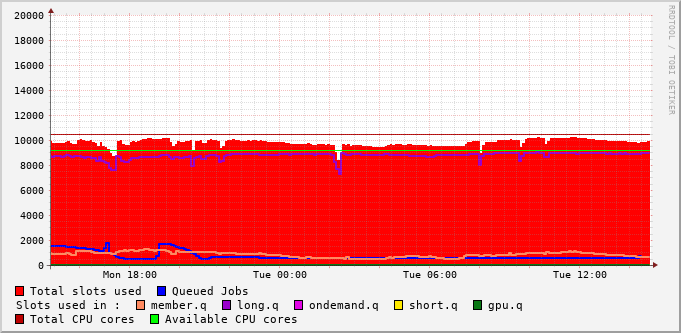 20000
18000
16000
14000
12000
10000
8000
6000
4000
2000
0
Mon 18:00 Tue 00:00 Tue 06:00 Tue 12:00
RRDTOOL / TOBI OETIKER
Total slots used Queued Jobs
Slots used in : member.q long.q ondemand.q short.q gpu.q
Total CPU cores Available CPU cores